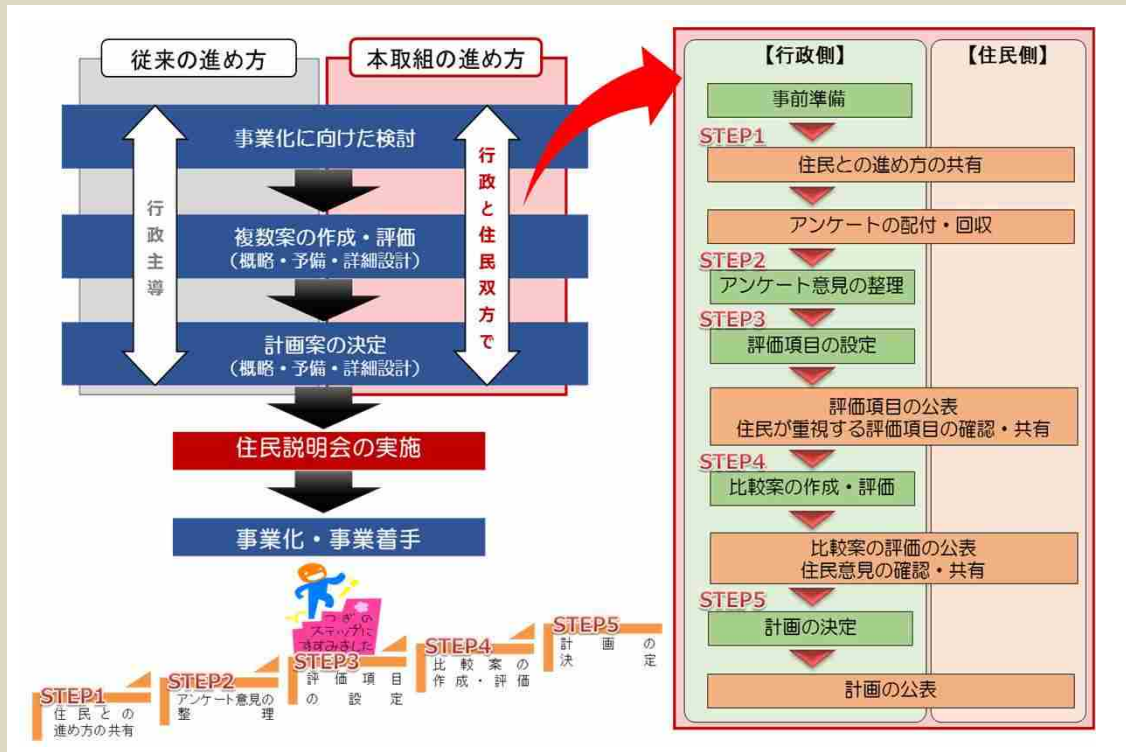 従来の進め方
本取組の進め方
事業化に向けた検討
複数案の作成・評価
(概略・予備・詳細設計)
計画案の決定
(概略・予備・詳細設計)
行政主導
行政と住民双方で
住民説明会の実施
事業化・事業着手
つぎの
ステップに
すすみました
STEP1
住民との
進め方の共有
STEP2
アンケート意見の
整理
STEP3
評価項目
の設定
STEP4
比較案の
作成・評価
STEP5
計画の
決定
【行政側】
【住民側】
事前準備
STEP1
住民との進め方の共有
アンケートの配付・回収
STEP2
アンケート意見の整理
STEP3
評価項目の設定
評価項目の公表
住民が重視する評価項目の確認・共有
STEP4
比較案の作成・評価
比較案の評価の公表
住民意見の確認・共有
STEP5
計画の決定
計画の公表